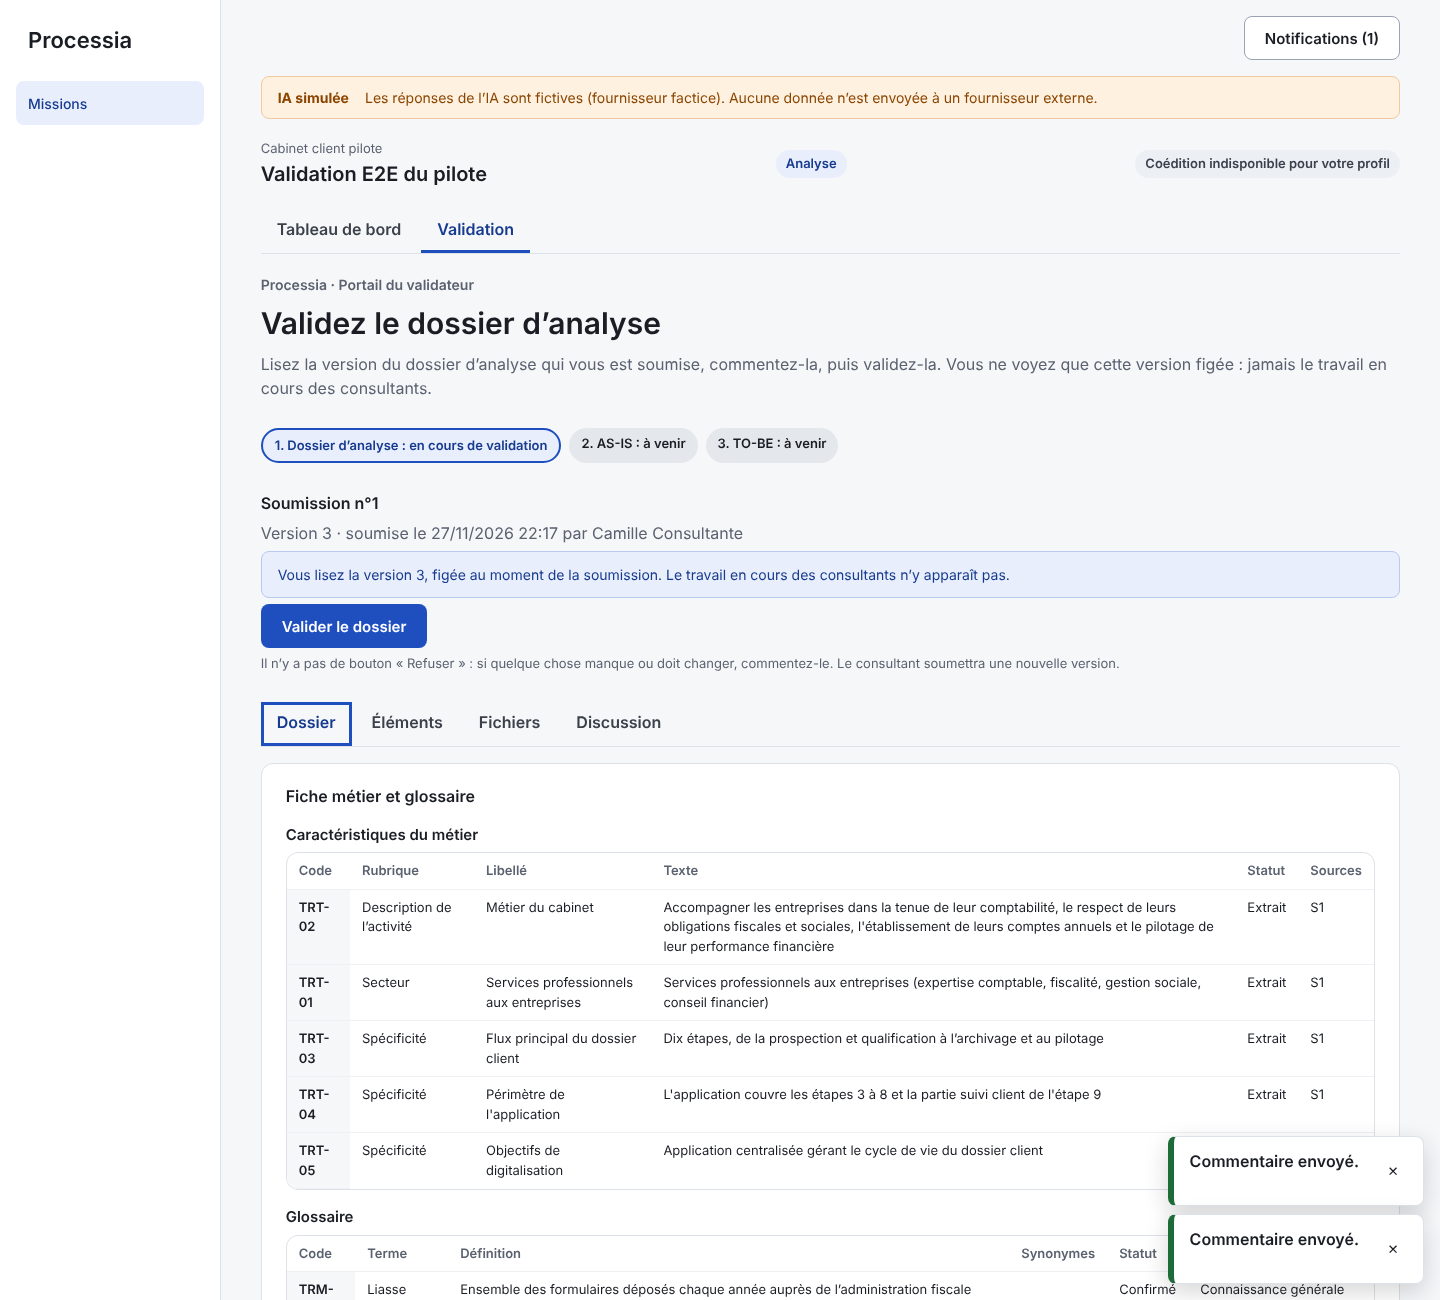 Processia
Missions
Notifications (1)
IA simulée Les réponses de l’IA sont fictives (fournisseur factice). Aucune donnée n’est envoyée à un fournisseur externe.
Cabinet client pilote
Validation E2E du pilote
Analyse
Coédition indisponible pour votre profil
Tableau de bord Validation
Processia · Portail du validateur
Validez le dossier d’analyse
Lisez la version du dossier d’analyse qui vous est soumise, commentez-la, puis validez-la. Vous ne voyez que cette version figée : jamais le travail en
cours des consultants.
1. Dossier d’analyse : en cours de validation 2. AS-IS : à venir 3. TO-BE : à venir
Soumission n°1
Version 3 · soumise le 27/11/2026 22:17 par Camille Consultante
Vous lisez la version 3, figée au moment de la soumission. Le travail en cours des consultants n’y apparaît pas.
Valider le dossier
Il n’y a pas de bouton « Refuser » : si quelque chose manque ou doit changer, commentez-le. Le consultant soumettra une nouvelle version.
Dossier Éléments Fichiers Discussion
Fiche métier et glossaire
Caractéristiques du métier
Code Rubrique Libellé Texte Statut Sources
TRT- Description de Métier du cabinet Accompagner les entreprises dans la tenue de leur comptabilité, le respect de leurs Extrait S1
02 l’activité obligations fiscales et sociales, l'établissement de leurs comptes annuels et le pilotage de
leur performance financière
TRT- Secteur Services professionnels Services professionnels aux entreprises (expertise comptable, fiscalité, gestion sociale, Extrait S1
01 aux entreprises conseil financier)
TRT- Spécificité Flux principal du dossier Dix étapes, de la prospection et qualification à l’archivage et au pilotage Extrait S1
03 client
TRT- Spécificité Périmètre de L'application couvre les étapes 3 à 8 et la partie suivi client de l'étape 9 Extrait S1
04 l'application
TRT- Spécificité Objectifs de Application centralisée gérant le cycle de vie du dossier client
05 digitalisation
Commentaire envoyé. ×
Glossaire
Commentaire envoyé. ×
Code Terme Définition Synonymes Statut
TRM- Liasse Ensemble des formulaires déposés chaque année auprès de l’administration fiscale Confirmé Connaissance générale